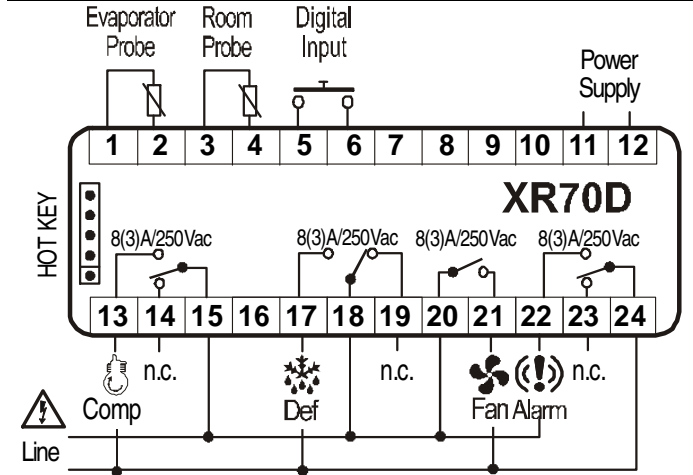 Evaporator Probe
Room Probe
Digital Input
Power Supply
1 2 3 4 5 6 7 8 9 10 11 12
XR70D
HOT KEY
8(3)A/250Vac 8(3)A/250Vac 8(3)A/250Vac 8(3)A/250Vac
13 14 15 16 17 18 19 20 21 22 23 24
n.c. n.c. n.c.
Comp Def Fan Alarm
Line